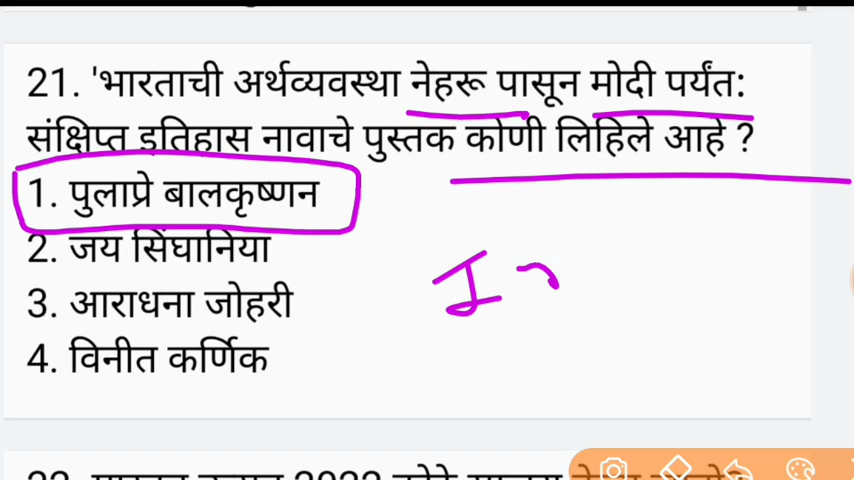 21. 'भारताची अर्थव्यवस्था नेहरू पासून मोदी पर्यंत:
संक्षिप्त इतिहास नावाचे पुस्तक कोणी लिहिले आहे ?
1. पुलाप्रे बालकृष्णन
2. जय सिंघानिया
3. आराधना जोहरी
4. विनीत कर्णिक